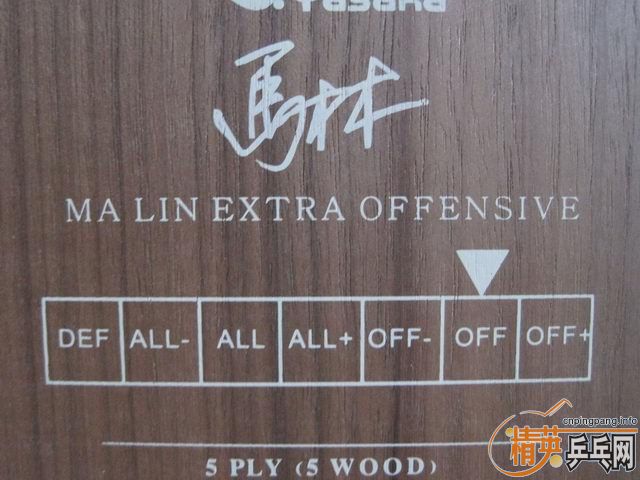 Yasaka
馬林
MA LIN EXTRA OFFENSIVE
DEF ALL- ALL ALL+ OFF- OFF OFF+
5 PLY (5 WOOD)
cnpingpang.info
精英乒乓网